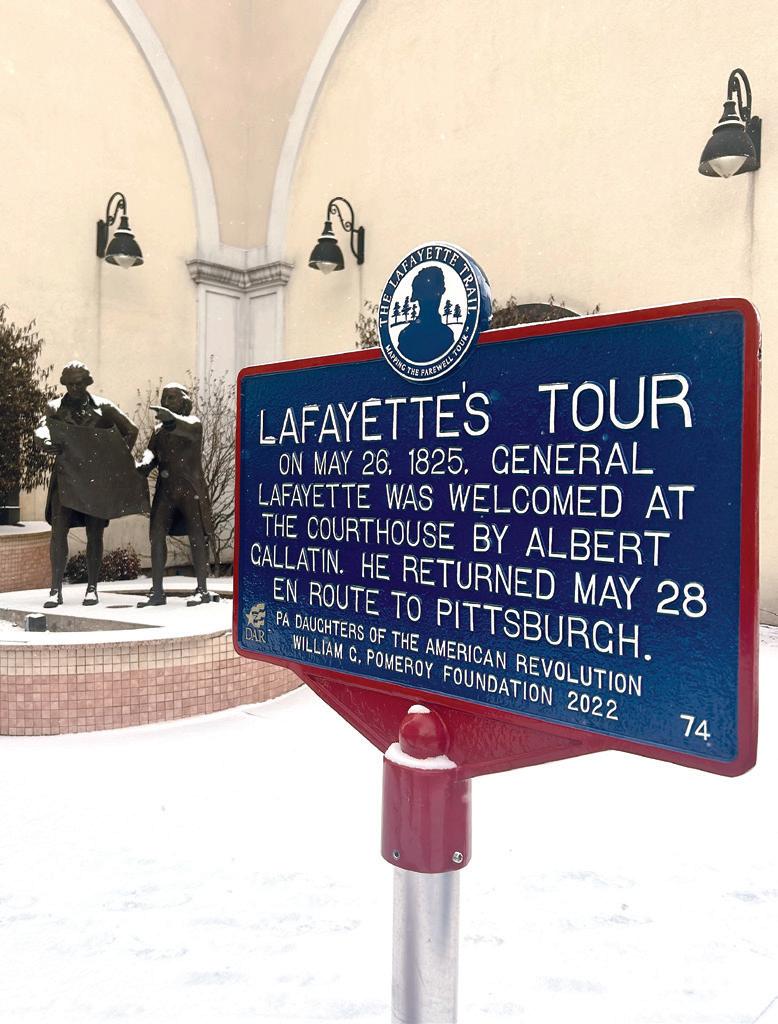 THE LAFAYETTE TRAIL
MAPPING THE FAREWELL TOUR
LAFAYETTE'S TOUR
ON MAY 26, 1825, GENERAL
LAFAYETTE WAS WELCOMED AT
THE COURTHOUSE BY ALBERT
GALLATIN. HE RETURNED MAY 28
EN ROUTE TO PITTSBURGH.
DAR
PA DAUGHTERS OF THE AMERICAN REVOLUTION
WILLIAM G. POMEROY FOUNDATION 2022
74